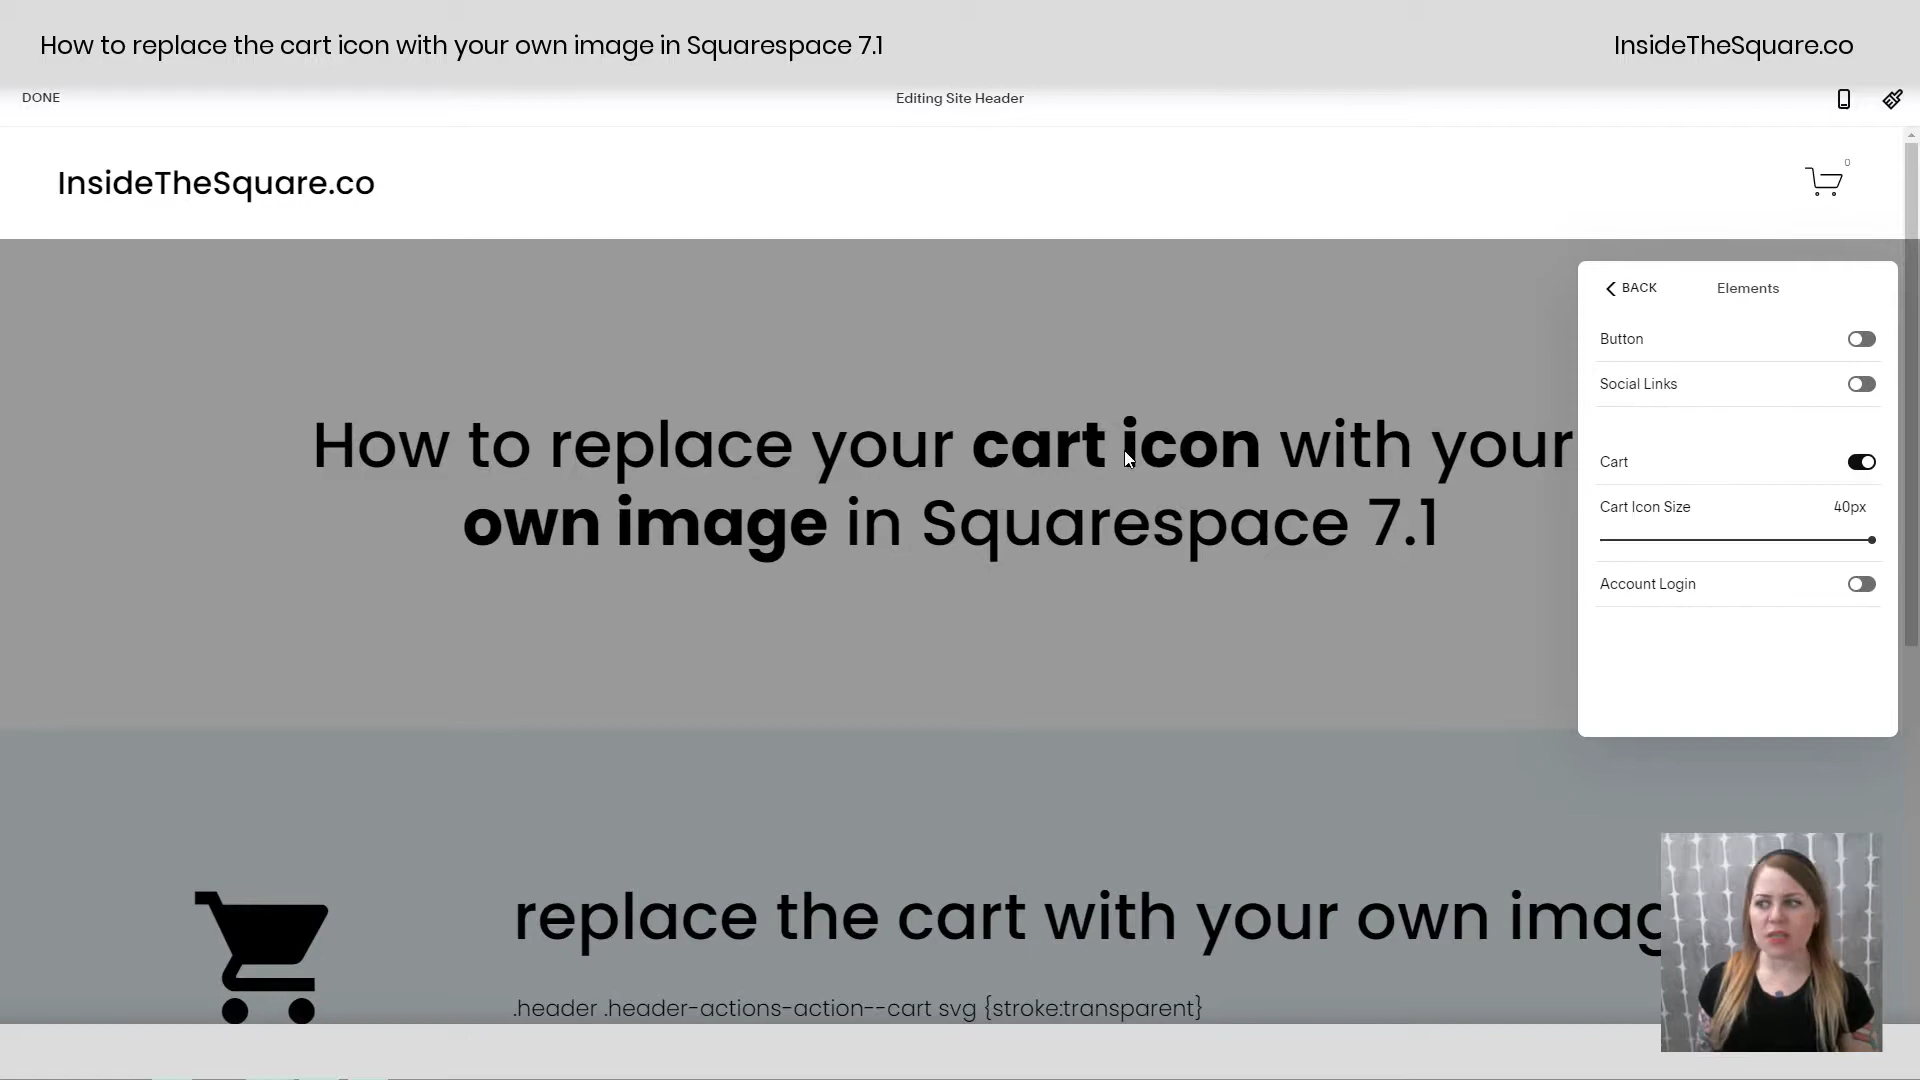 How to replace the cart icon with your own image in Squarespace 7.1
InsideTheSquare.co
DONE
Editing Site Header
InsideTheSquare.co
0
BACK
Elements
Button
Social Links
Cart
Cart Icon Size
40px
Account Login
How to replace your cart icon with your
own image in Squarespace 7.1
replace the cart with your own imag
.header .header-actions-action--cart svg {stroke:transparent}